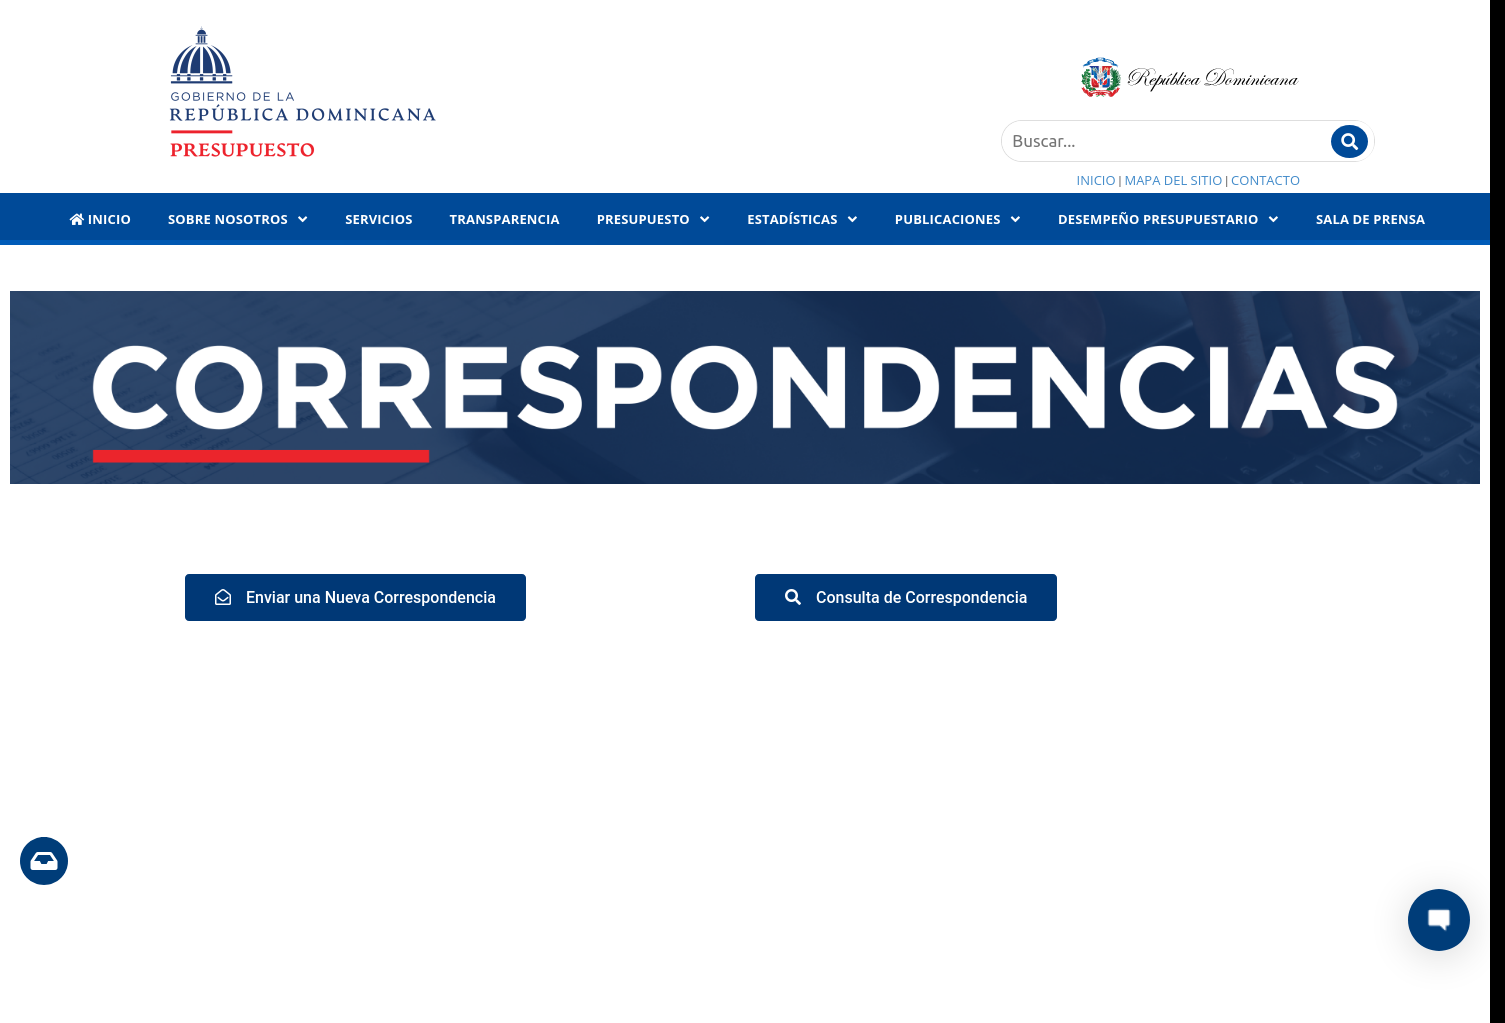 GOBIERNO DE LA
REPÚBLICA DOMINICANA
PRESUPUESTO
República Dominicana
Buscar...
INICIO | MAPA DEL SITIO | CONTACTO
INICIO SOBRE NOSOTROS SERVICIOS TRANSPARENCIA PRESUPUESTO ESTADÍSTICAS PUBLICACIONES DESEMPEÑO PRESUPUESTARIO SALA DE PRENSA
CORRESPONDENCIAS
Enviar una Nueva Correspondencia Consulta de Correspondencia